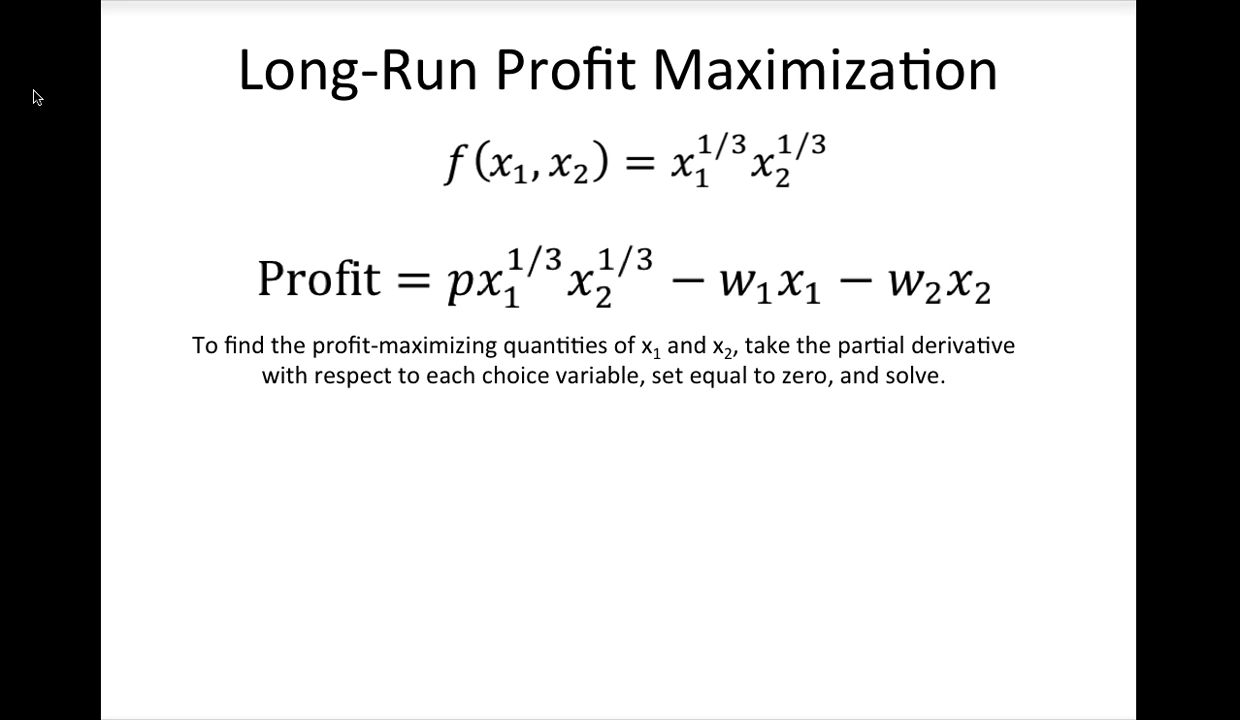 Long-Run Profit Maximization
f(x₁, x₂) = x₁^{1/3} x₂^{1/3}
Profit = px₁^{1/3} x₂^{1/3} − w₁x₁ − w₂x₂
To find the profit-maximizing quantities of x₁ and x₂, take the partial derivative
with respect to each choice variable, set equal to zero, and solve.